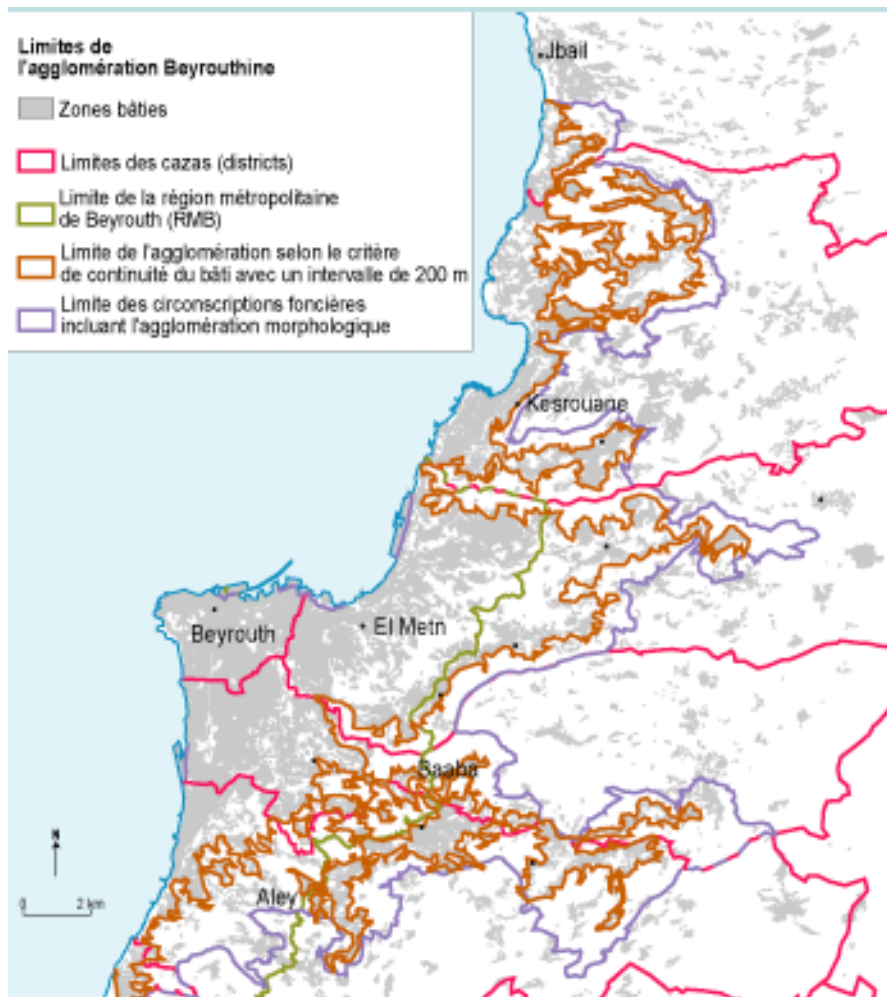 Limites de
l'agglomération Beyrouthine
Zones bâties
Limites des cazas (districts)
Limite de la région métropolitaine
de Beyrouth (RMB)
Limite de l'agglomération selon le critère
de continuité du bâti avec un intervalle de 200 m
Limite des circonscriptions foncières
incluant l'agglomération morphologique
Jbail
Kesrouane
Beyrouth
El Metn
Baaba
N
Aley
0 2 km